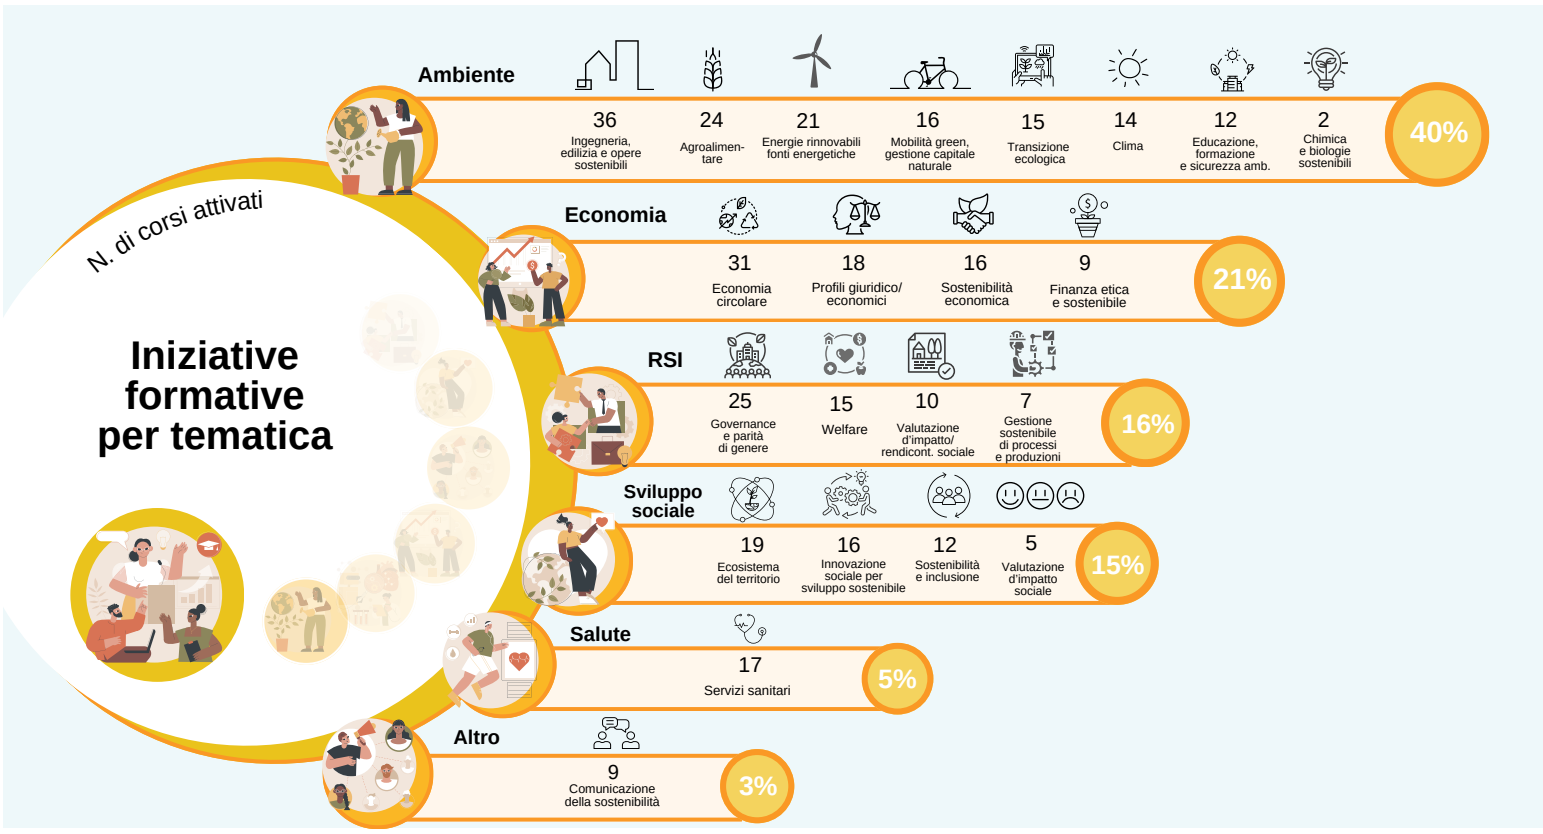 Ambiente
36
Ingegneria,
edilizia e opere
sostenibili
24
Agroalimen-
tare
21
Energie rinnovabili
fonti energetiche
16
Mobilità green,
gestione capitale
naturale
15
Transizione
ecologica
14
Clima
12
Educazione,
formazione
e sicurezza amb.
2
Chimica
e biologie
sostenibili
40%
N. di corsi attivati
Economia
31
Economia
circolare
18
Profili giuridico/
economici
16
Sostenibilità
economica
9
Finanza etica
e sostenibile
21%
Iniziative
formative
per tematica
RSI
25
Governance
e parità
di genere
15
Welfare
10
Valutazione
d'impatto/
rendicont. sociale
7
Gestione
sostenibile
di processi
e produzioni
16%
Sviluppo
sociale
19
Ecosistema
del territorio
16
Innovazione
sociale per
sviluppo sostenibile
12
Sostenibilità
e inclusione
5
Valutazione
d'impatto
sociale
15%
Salute
17
Servizi sanitari
5%
Altro
9
Comunicazione
della sostenibilità
3%